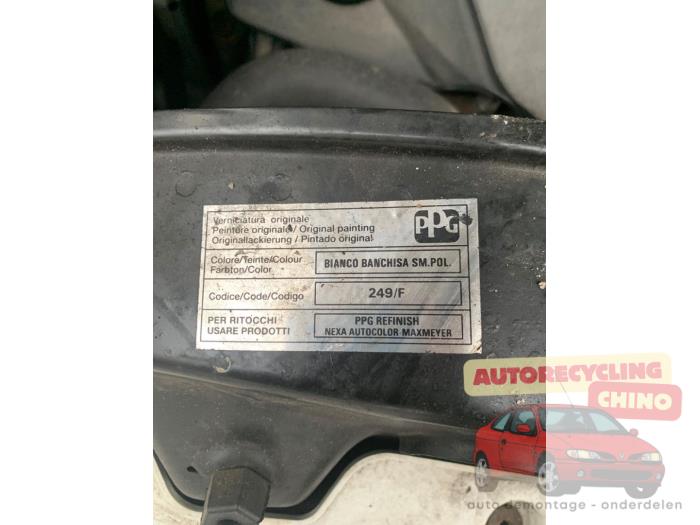 Verniciatura originale
Peinture originale/ Original painting
Originallackierung / Pintado original
PPG
Colore/Teinte/Colour
Farbton/Color
BIANCO BANCHISA SM.POL.
Codice/Code/Codigo
249/F
PER RITOCCHI
USARE PRODOTTI
PPG REFINISH
NEXA AUTOCOLOR-MAXMEYER
AUTORECYCLING
CHINO
auto demontage - onderdelen